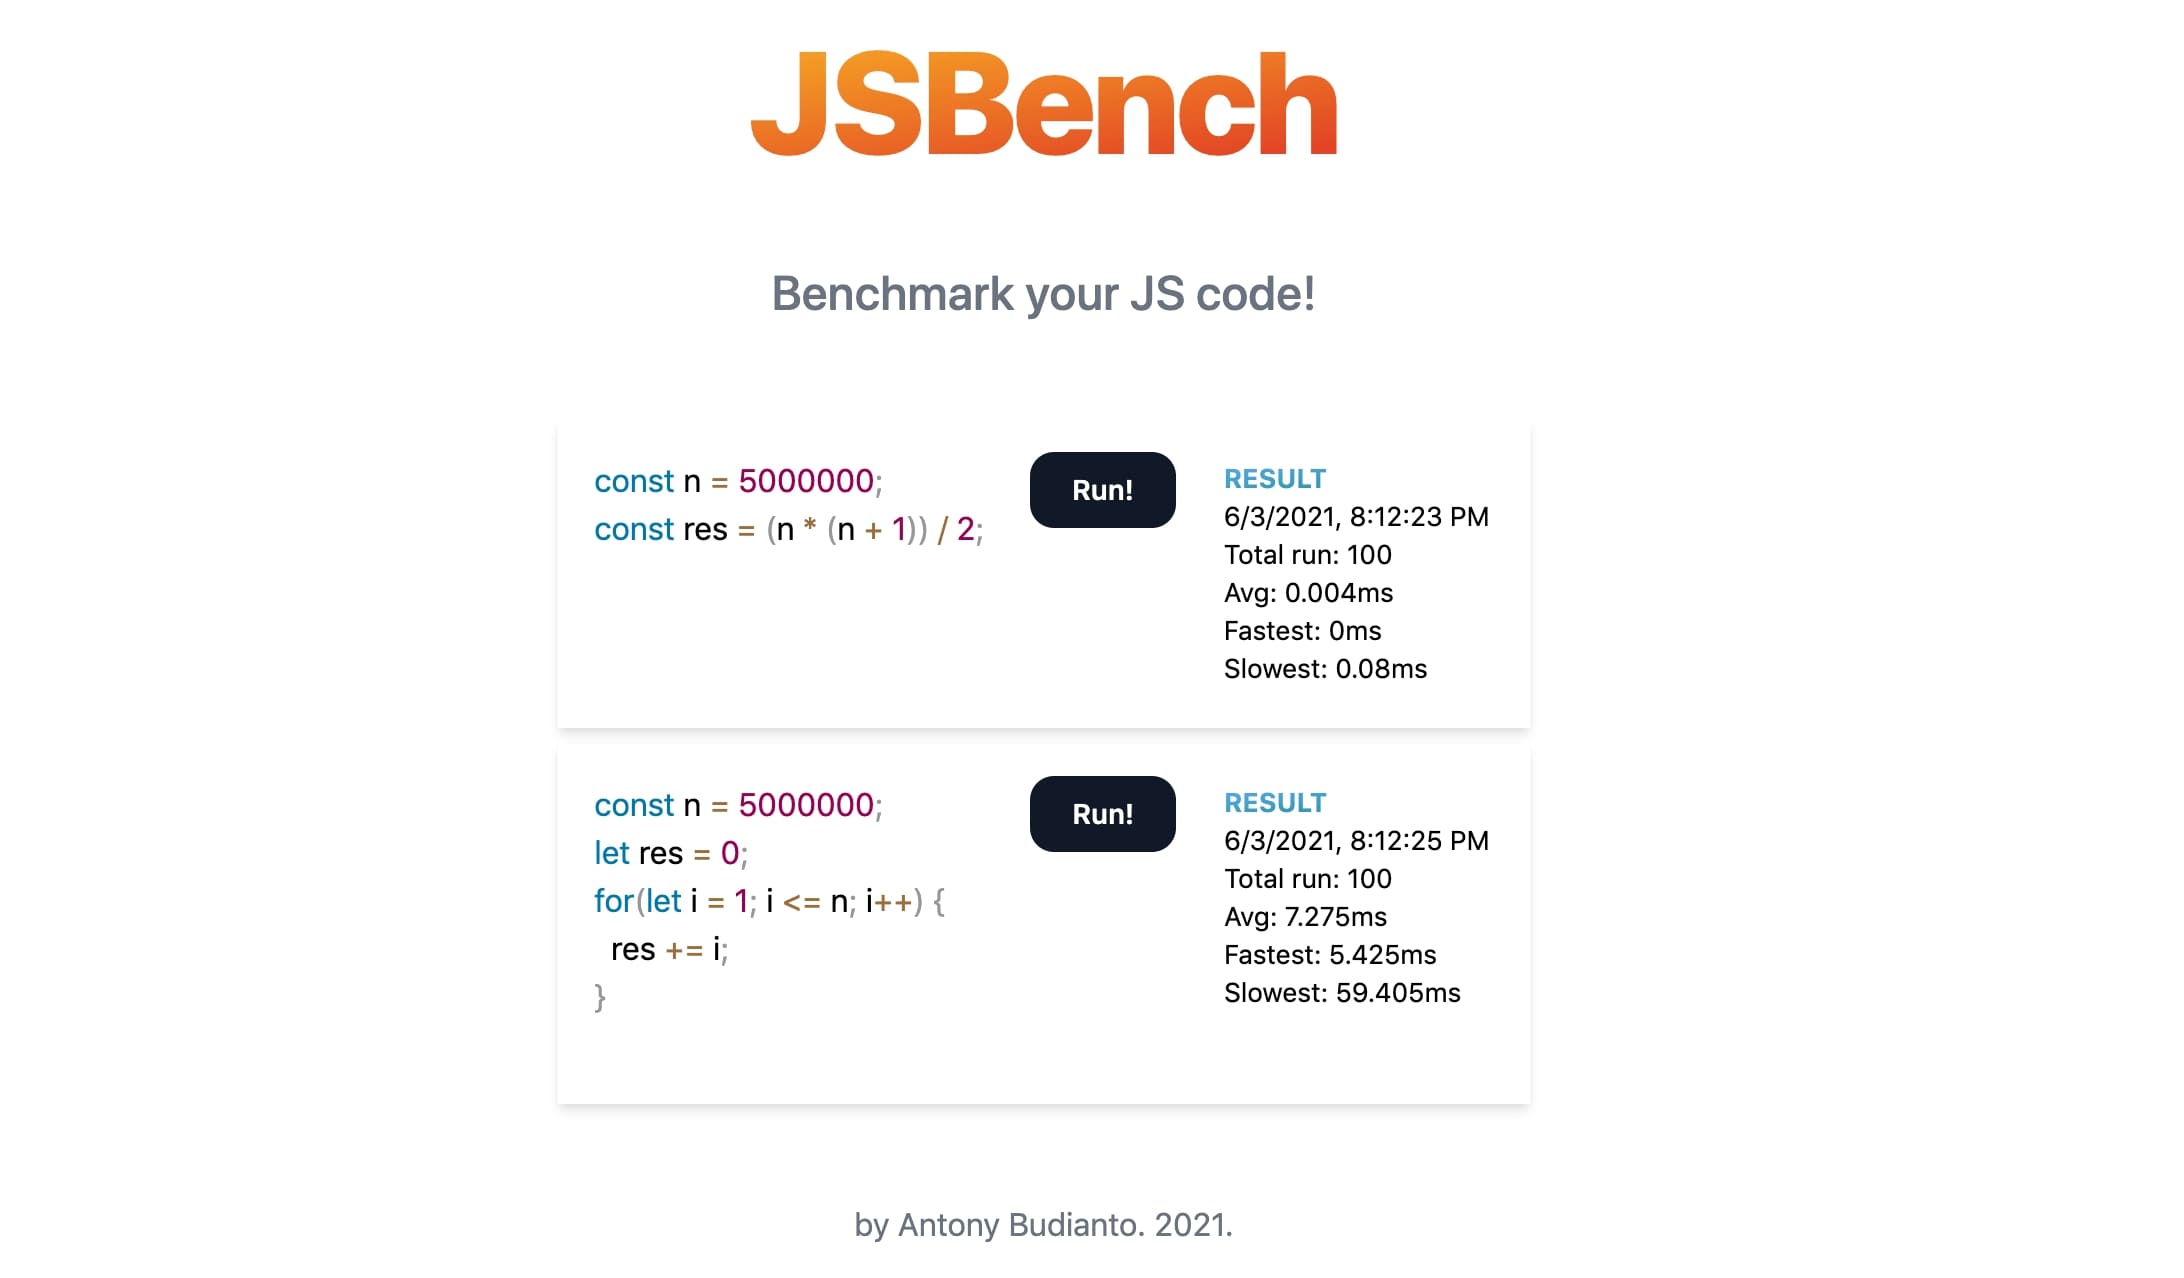 JSBench
Benchmark your JS code!
const n = 5000000;
const res = (n * (n + 1)) / 2;
Run!
RESULT
6/3/2021, 8:12:23 PM
Total run: 100
Avg: 0.004ms
Fastest: 0ms
Slowest: 0.08ms
const n = 5000000;
let res = 0;
for(let i = 1; i <= n; i++) {
  res += i;
}
Run!
RESULT
6/3/2021, 8:12:25 PM
Total run: 100
Avg: 7.275ms
Fastest: 5.425ms
Slowest: 59.405ms
by Antony Budianto. 2021.